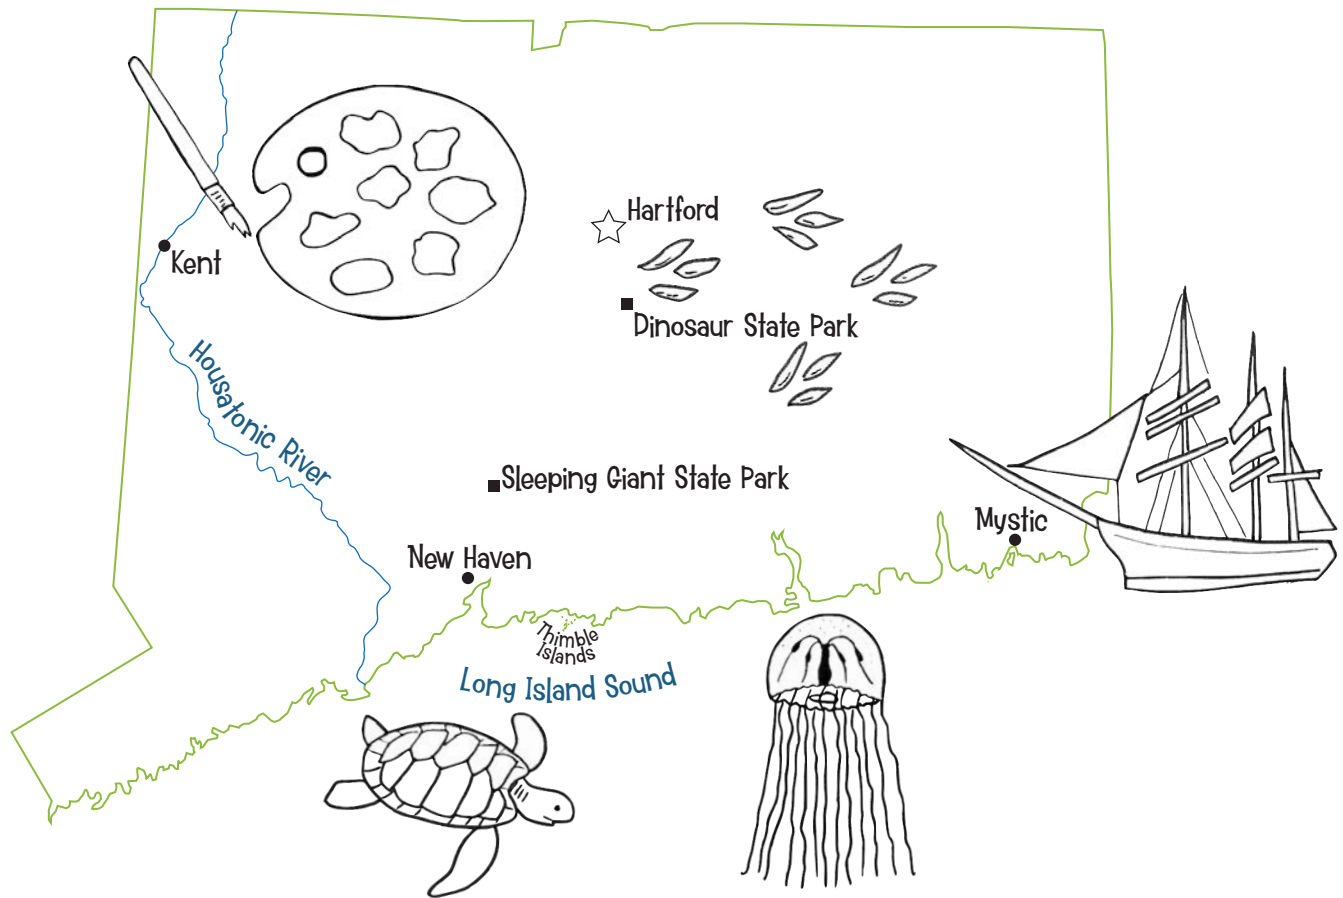 Hartford
Kent
Dinosaur State Park
Housatonic River
Sleeping Giant State Park
Mystic
New Haven
Thimble
Islands
Long Island Sound